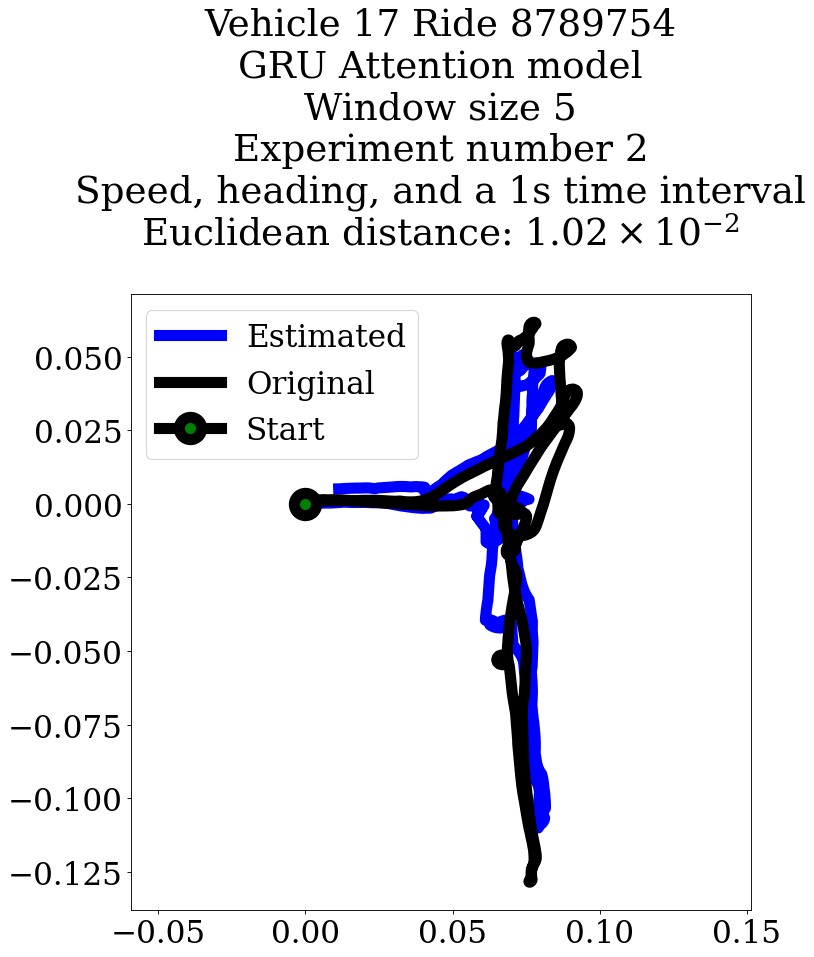 Vehicle 17 Ride 8789754
GRU Attention model
Window size 5
Experiment number 2
Speed, heading, and a 1s time interval
Euclidean distance: 1.02 × 10⁻²
Estimated
Original
Start
0.050
0.025
0.000
−0.025
−0.050
−0.075
−0.100
−0.125
−0.05 0.00 0.05 0.10 0.15